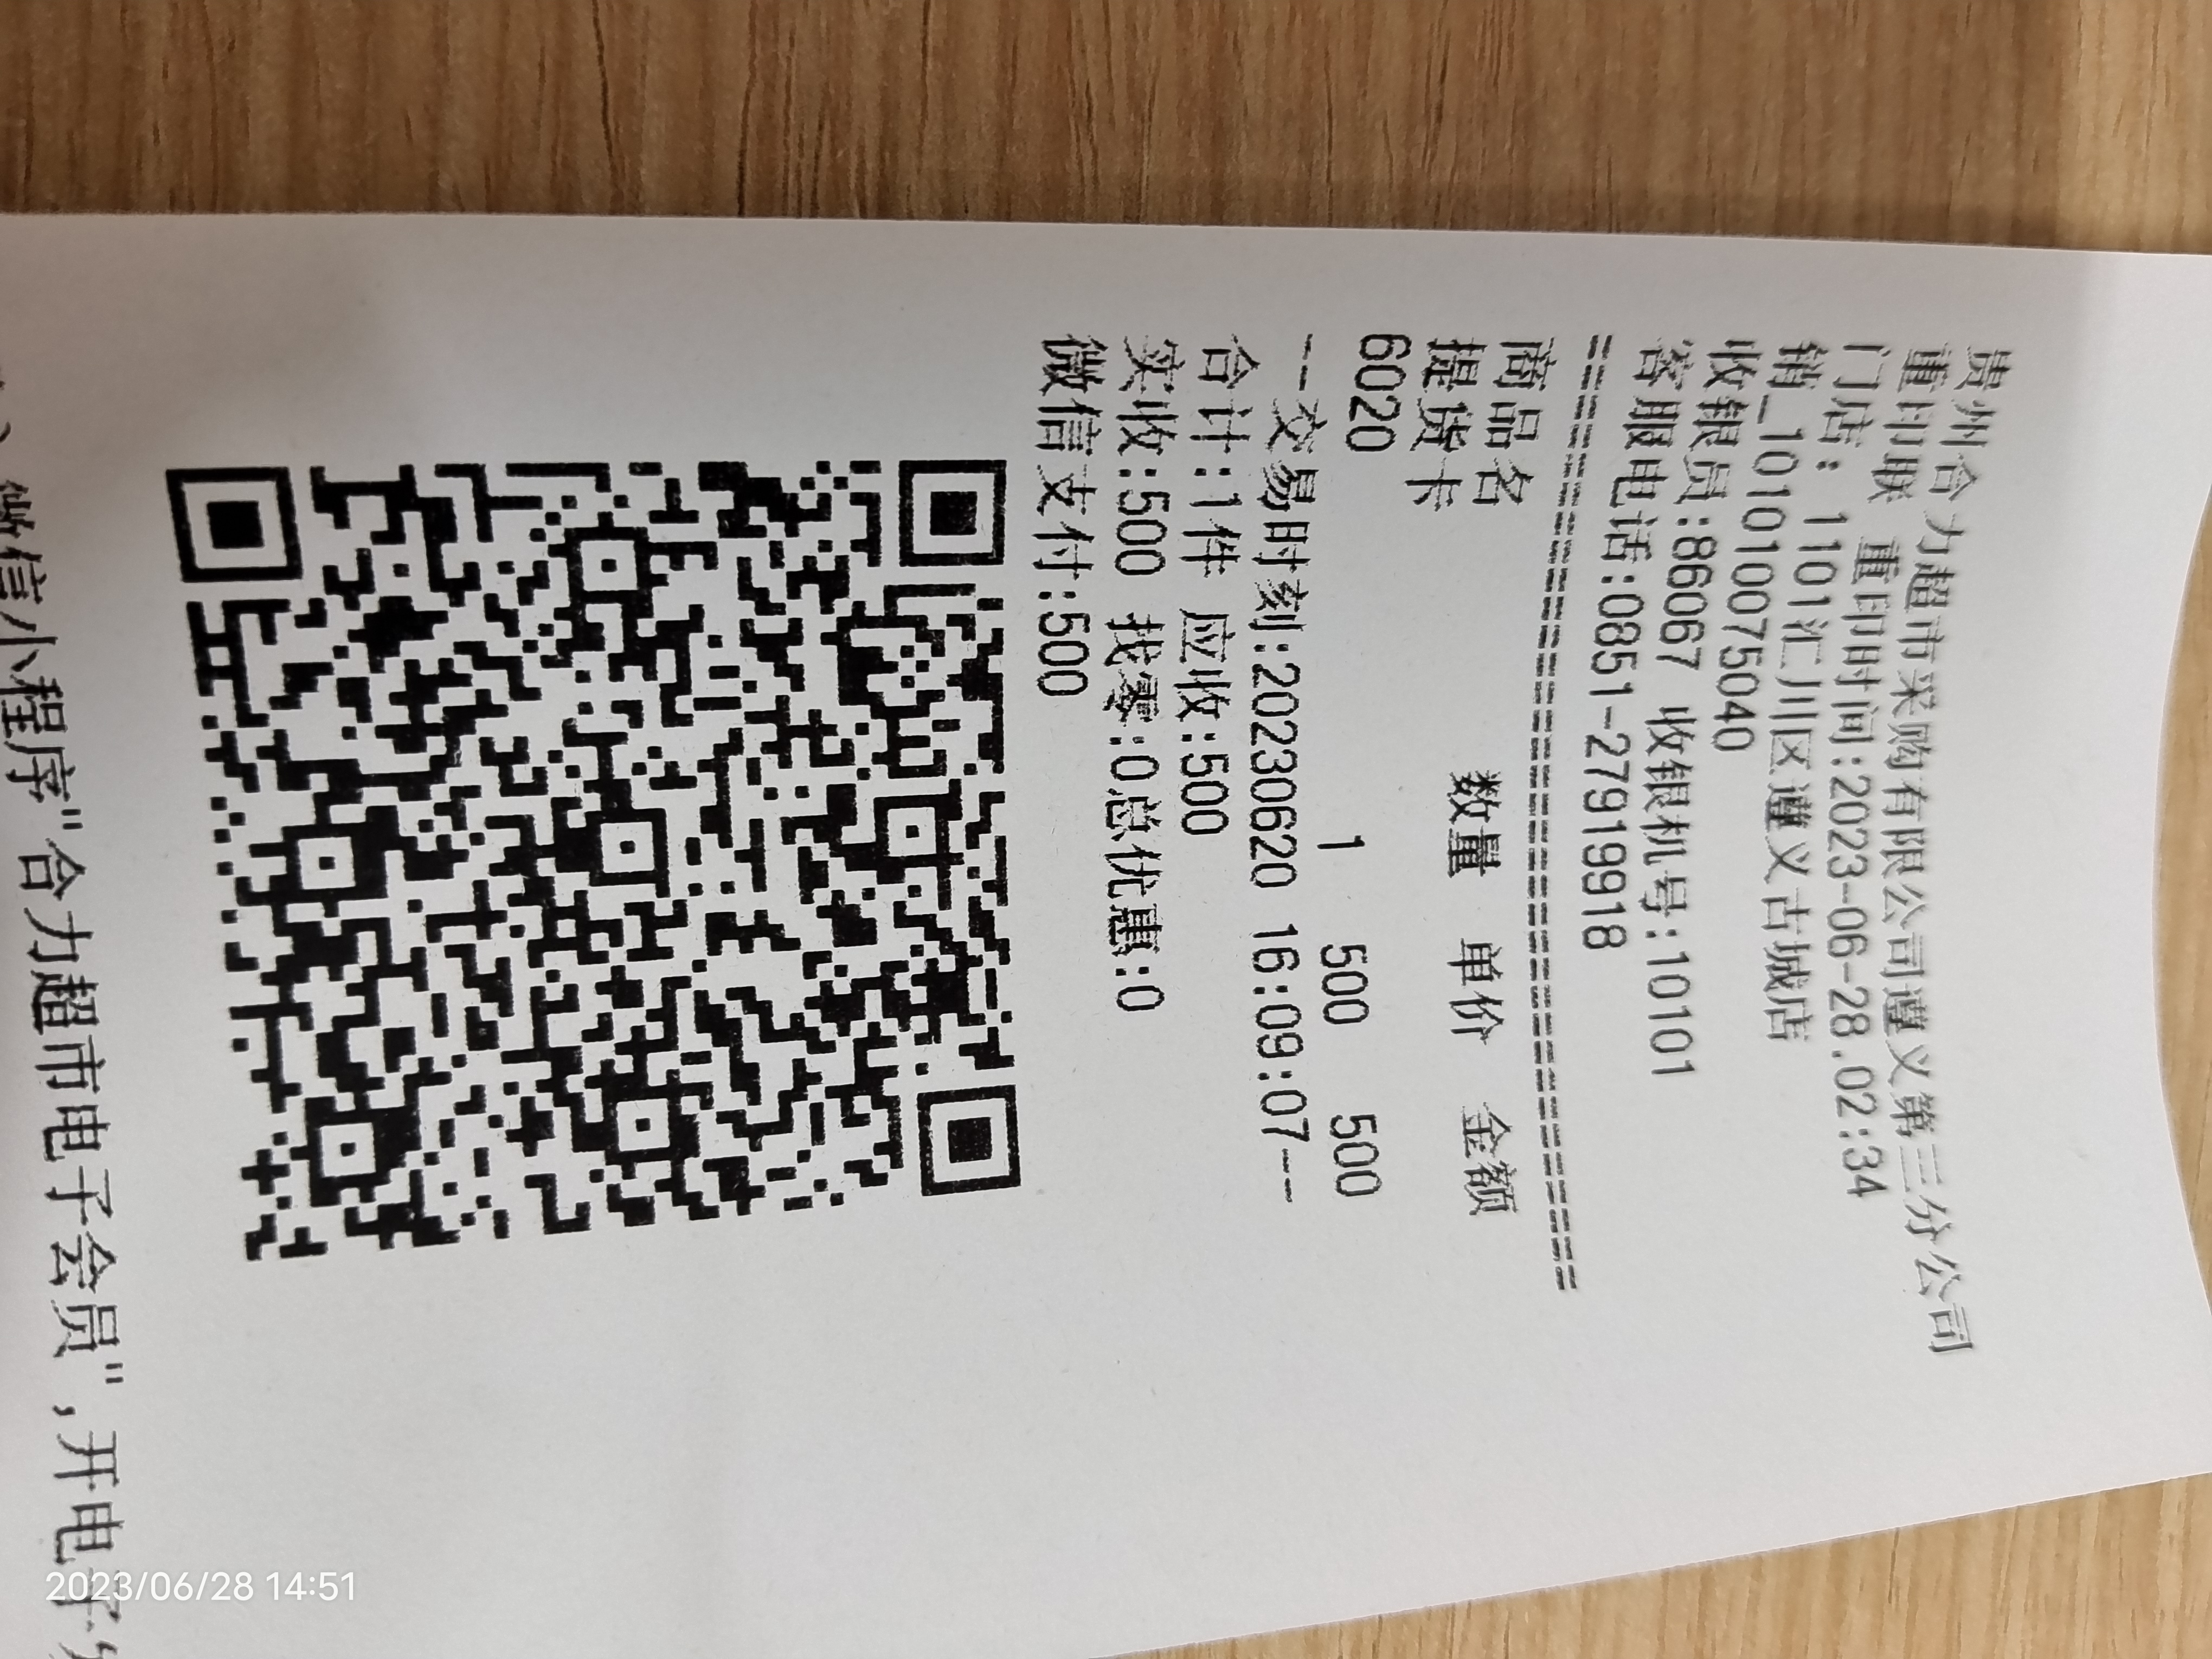 贵州合力超市采购有限公司遵义第三分公司
重印联 重印时间:2023-06-28.02:34
门店: 1101汇川区遵义古城店
销_101010075040
收银员:86067 收银机号:10101
客服电话:0851-27919918
================================
商品名 数量 单价 金额
提货卡
6020 1 500 500
--交易时刻:20230620 16:09:07---
合计:1件 应收:500
实收:500 找零:0总优惠:0
微信支付:500
微信小程序"合力超市电子会员",开电子
2023/06/28 14:51